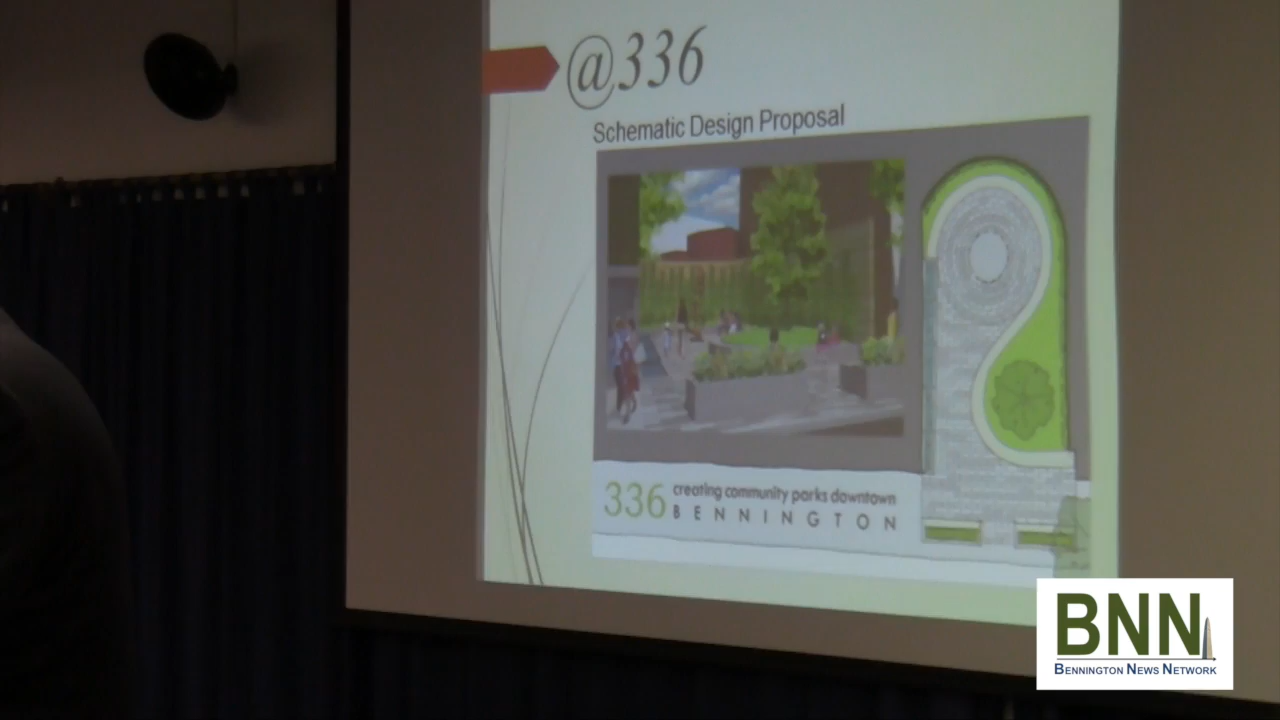 @336
Schematic Design Proposal
336 creating community parks downtown
BENNINGTON
BNN
BENNINGTON NEWS NETWORK